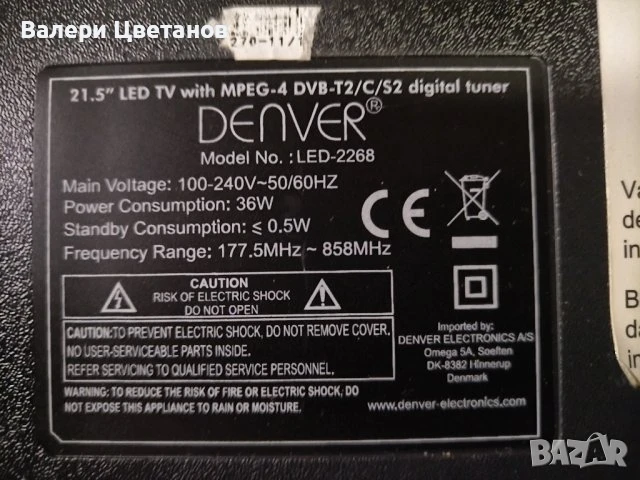 Валери Цветанов
21.5" LED TV with MPEG-4 DVB-T2/C/S2 digital tuner
DENVER®
Model No. :LED-2268
Main Voltage: 100-240V~50/60HZ
Power Consumption: 36W
Standby Consumption: ≤ 0.5W
Frequency Range: 177.5MHz ~ 858MHz
CE
CAUTION
RISK OF ELECTRIC SHOCK
DO NOT OPEN
CAUTION:TO PREVENT ELECTRIC SHOCK, DO NOT REMOVE COVER.
NO USER-SERVICEABLE PARTS INSIDE.
REFER SERVICING TO QUALIFIED SERVICE PERSONNEL.
WARNING: TO REDUCE THE RISK OF FIRE OR ELECTRIC SHOCK, DO
NOT EXPOSE THIS APPLIANCE TO RAIN OR MOISTURE.
Imported by:
DENVER ELECTRONICS A/S
Omega 5A, Soeften
DK-8382 Hinnerup
Denmark
www.denver-electronics.com
BAZAR